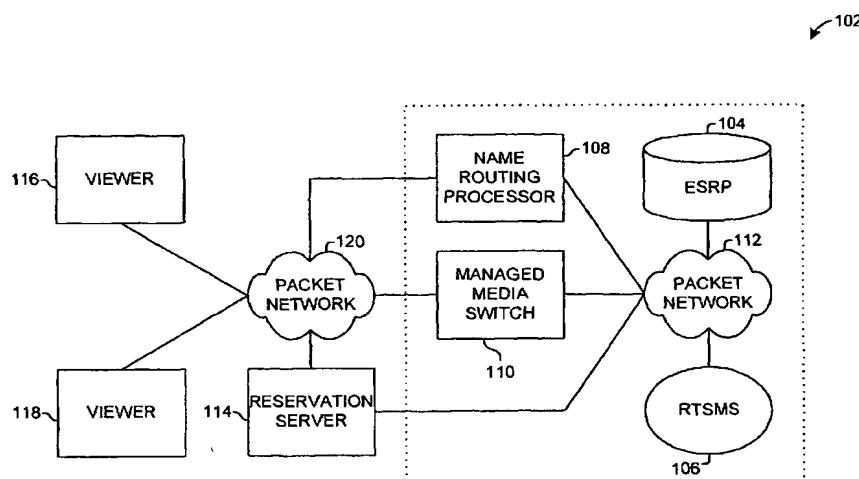 102
116
VIEWER
NAME
ROUTING
PROCESSOR
108
104
ESRP
120
PACKET
NETWORK
MANAGED
MEDIA
SWITCH
110
112
PACKET
NETWORK
118
VIEWER
114
RESERVATION
SERVER
RTSMS
106